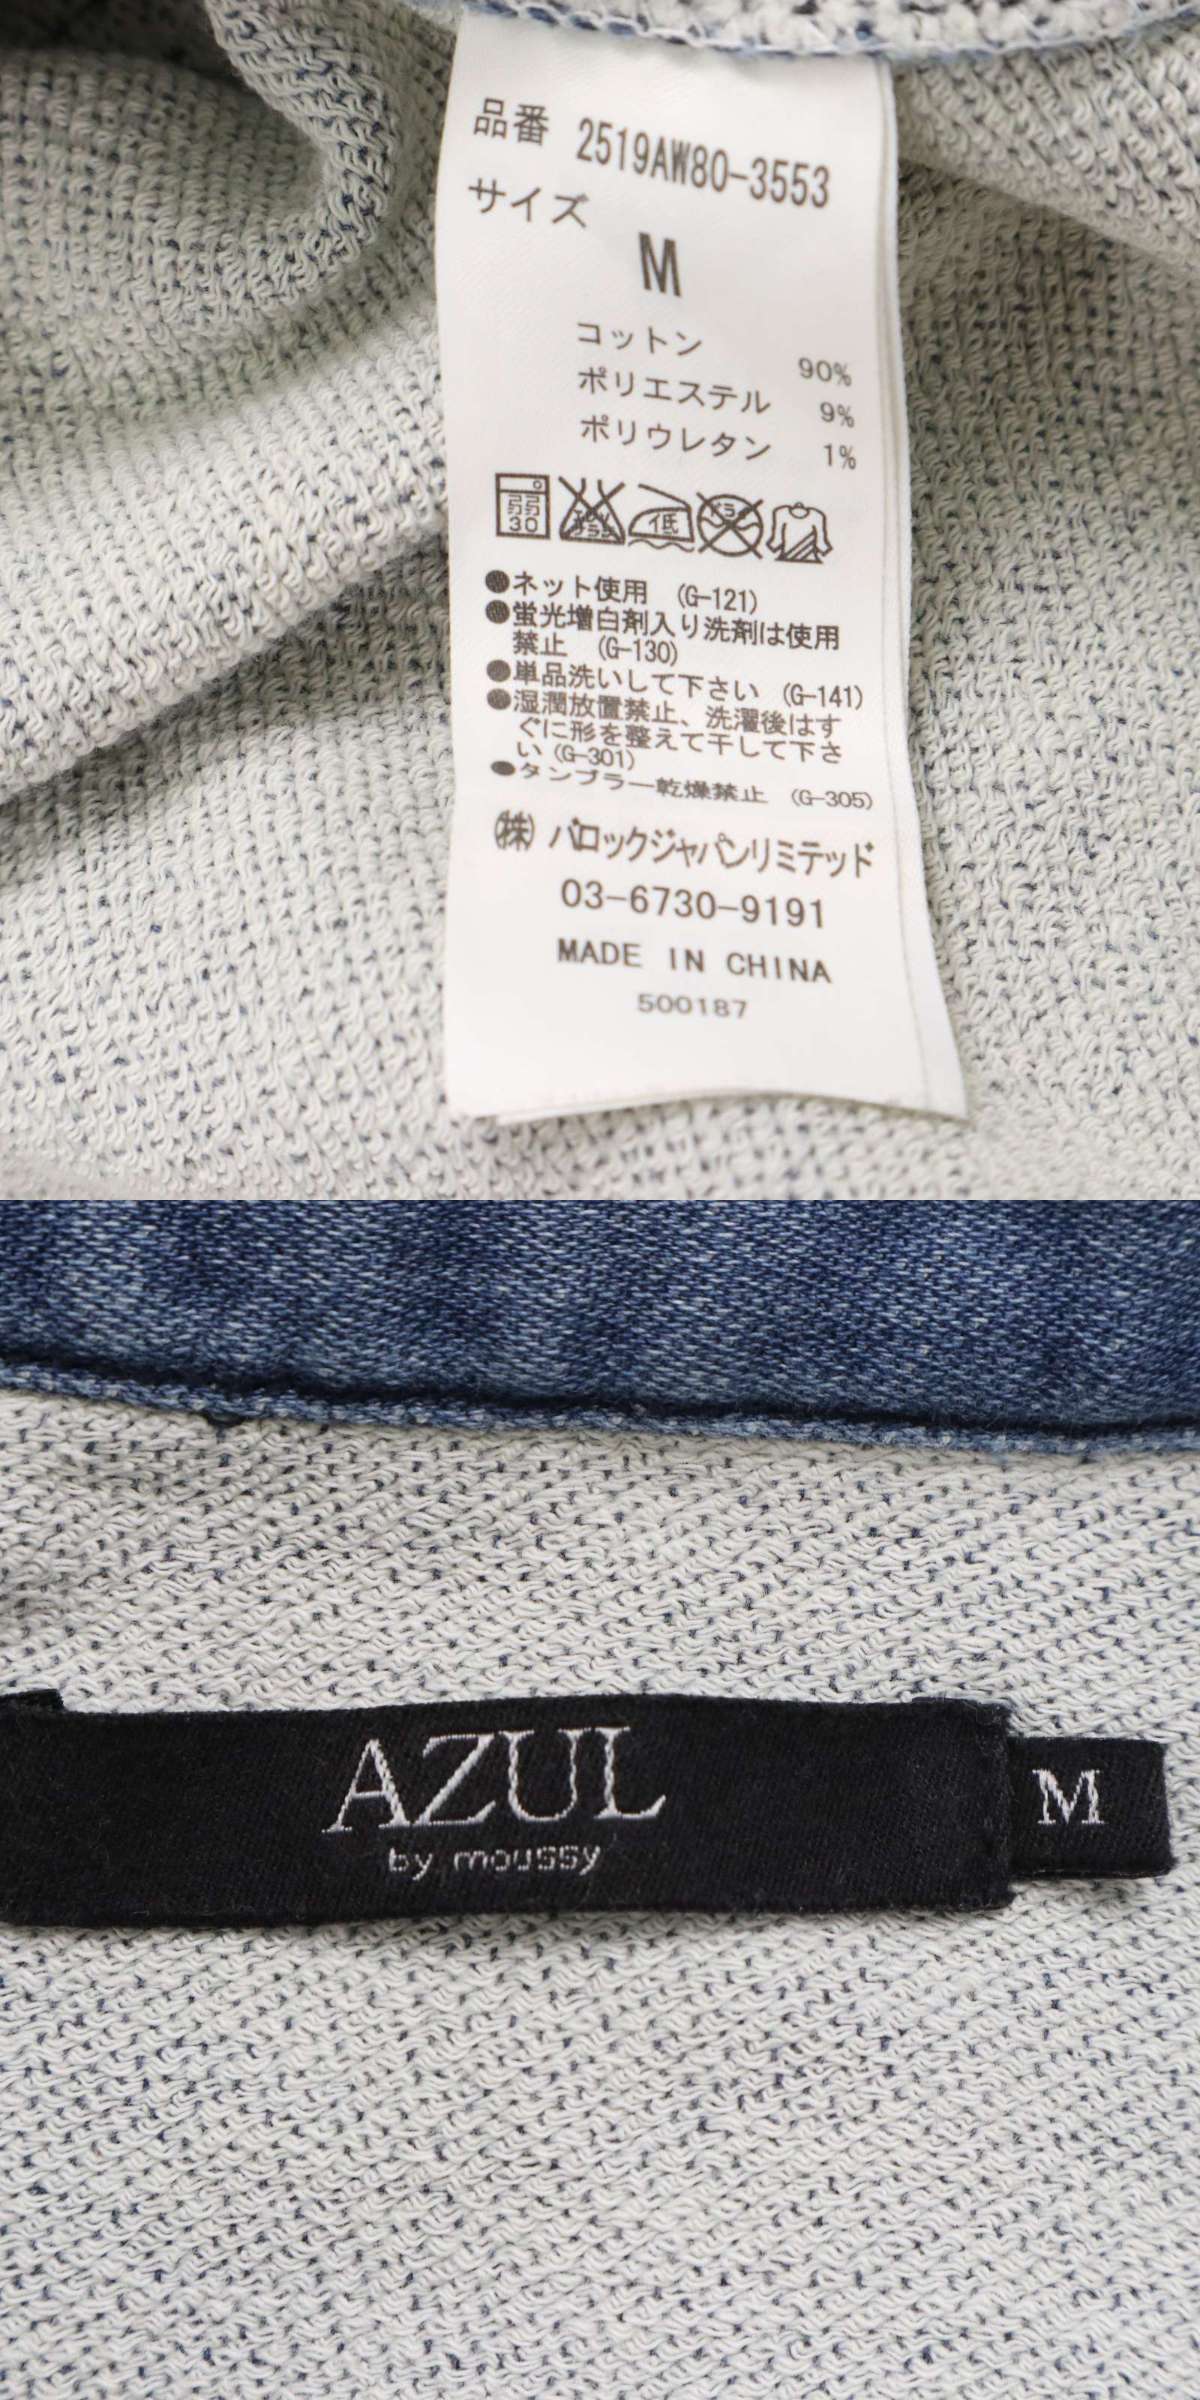 品番 2519AW80-3553
サイズ
M
コットン 90%
ポリエステル 9%
ポリウレタン 1%
弱 30 低
●ネット使用 (G-121)
●蛍光増白剤入り洗剤は使用
禁止 (G-130)
●単品洗いして下さい (G-141)
●湿潤放置禁止、洗濯後はす
ぐに形を整えて干して下さ
い (G-301)
●タンブラー乾燥禁止 (G-305)
㈱ バロックジャパンリミテッド
03-6730-9191
MADE IN CHINA
500187
AZUL
by moussy
M